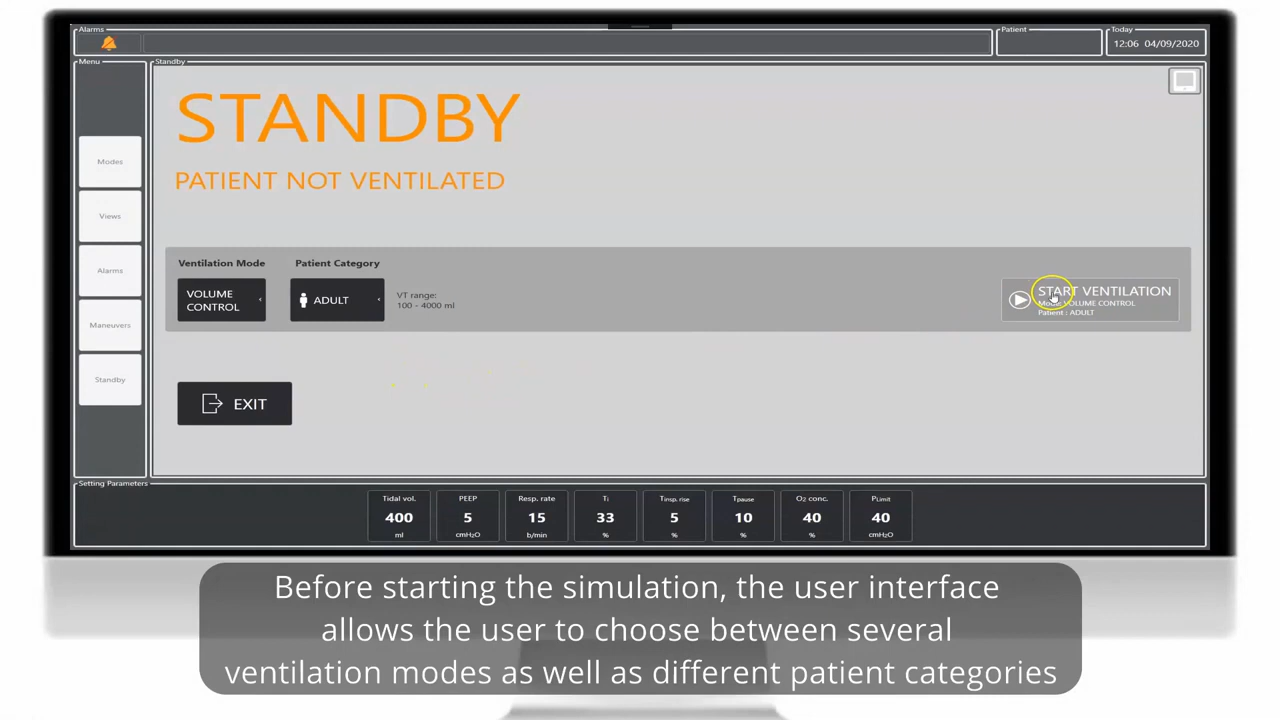 Alarms
Patient
Today
12:06 04/09/2020
Menu
Standby
Modes
Views
Alarms
Maneuvers
Standby
STANDBY
PATIENT NOT VENTILATED
Ventilation Mode
Patient Category
VOLUME
CONTROL
ADULT
VT range:
100 - 4000 ml
START VENTILATION
Mode: VOLUME CONTROL
Patient : ADULT
EXIT
Setting Parameters
Tidal vol.
400
ml
PEEP
5
cmH₂O
Resp. rate
15
b/min
Ti
33
%
Tinsp. rise
5
%
Tpause
10
%
O₂ conc.
40
%
PLimit
40
cmH₂O
Before starting the simulation, the user interface
allows the user to choose between several
ventilation modes as well as different patient categories